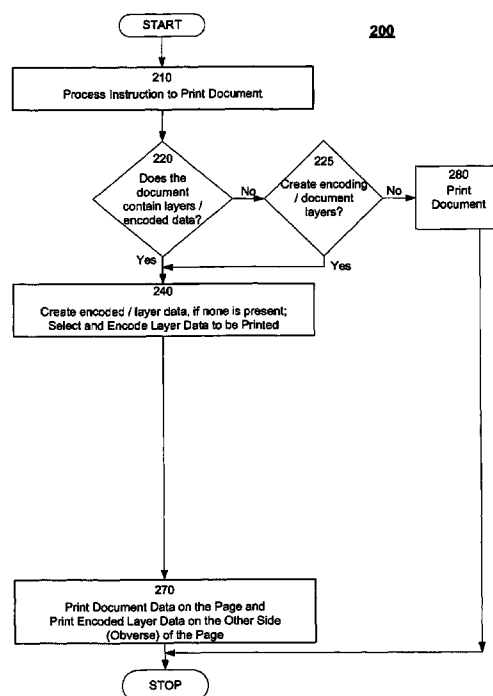 START
200
210
Process Instruction to Print Document
220
Does the
document
contain layers /
encoded data?
No
225
Create encoding
/ document
layers?
No
280
Print
Document
Yes
Yes
240
Create encoded / layer data, if none is present;
Select and Encode Layer Data to be Printed
270
Print Document Data on the Page and
Print Encoded Layer Data on the Other Side
(Obverse) of the Page
STOP